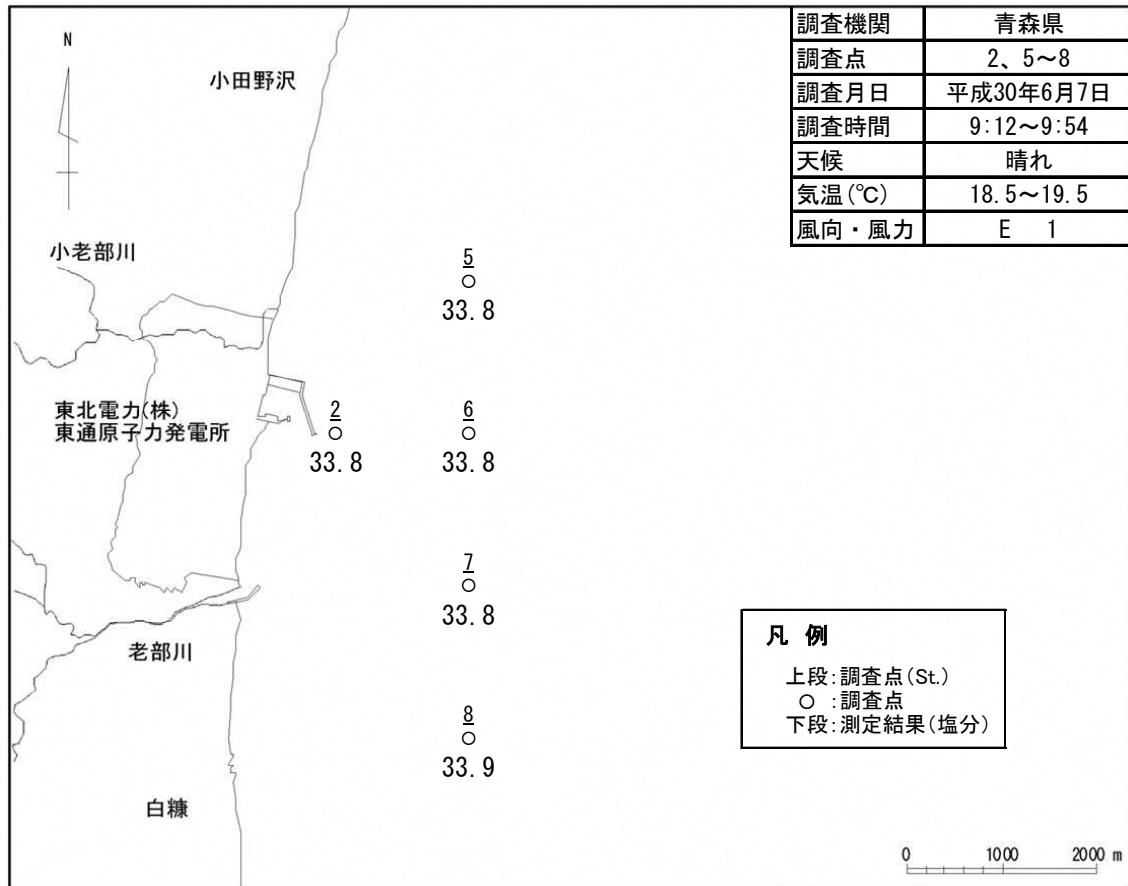 調査機関 青森県
調査点 2、5～8
調査月日 平成30年6月7日
調査時間 9:12～9:54
天候 晴れ
気温(℃) 18.5～19.5
風向・風力 E 1
N
小田野沢
小老部川
5
○
33.8
東北電力(株)
東通原子力発電所
2
○
33.8
6
○
33.8
7
○
33.8
老部川
8
○
33.9
白糠
凡 例
上段:調査点(St.)
○ :調査点
下段:測定結果(塩分)
0 1000 2000 m